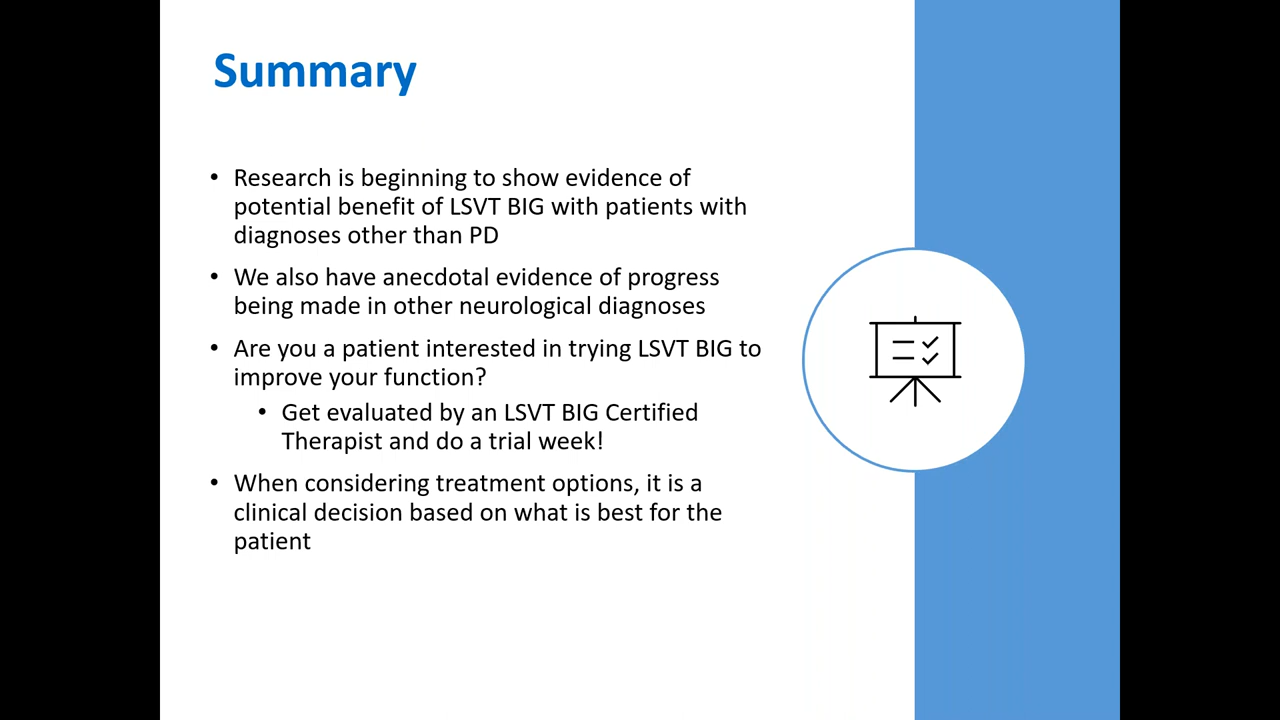 Summary
• Research is beginning to show evidence of
potential benefit of LSVT BIG with patients with
diagnoses other than PD
• We also have anecdotal evidence of progress
being made in other neurological diagnoses
• Are you a patient interested in trying LSVT BIG to
improve your function?
• Get evaluated by an LSVT BIG Certified
Therapist and do a trial week!
• When considering treatment options, it is a
clinical decision based on what is best for the
patient